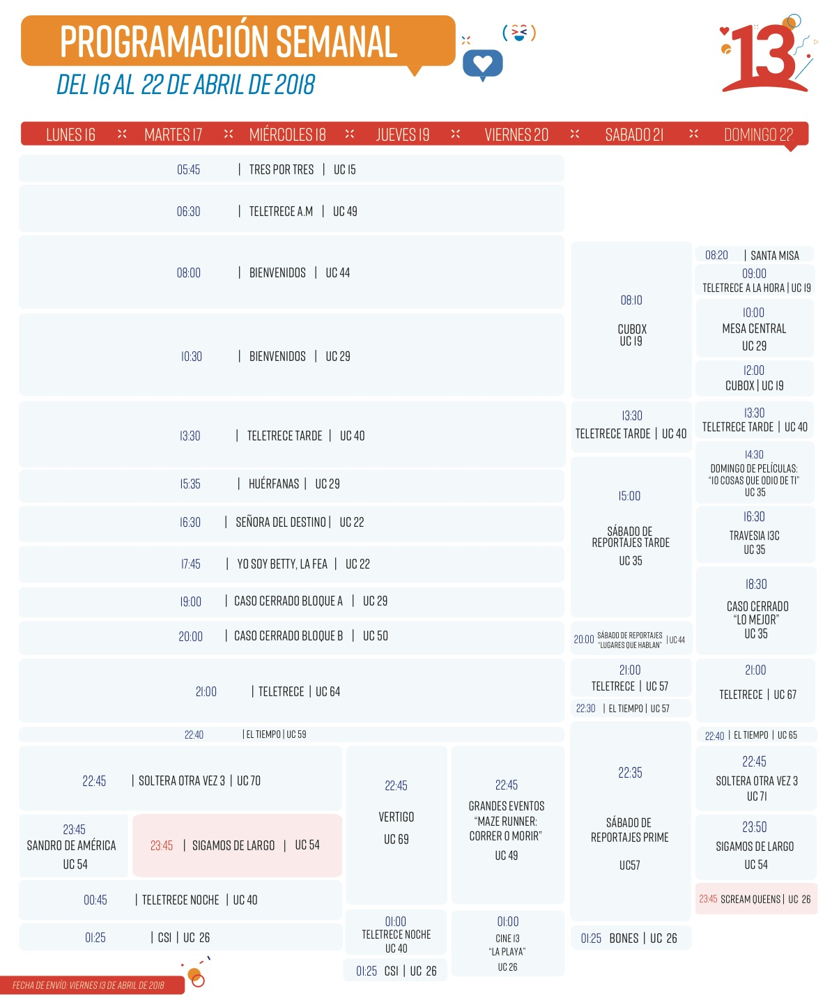 PROGRAMACIÓN SEMANAL
DEL 16 AL 22 DE ABRIL DE 2018
13
LUNES 16 MARTES 17 MIÉRCOLES 18 JUEVES 19 VIERNES 20 SABADO 21 DOMINGO 22
05:45 | TRES POR TRES | UC 15
06:30 | TELETRECE A.M | UC 49
08:00 | BIENVENIDOS | UC 44
10:30 | BIENVENIDOS | UC 29
13:30 | TELETRECE TARDE | UC 40
15:35 | HUÉRFANAS | UC 29
16:30 | SEÑORA DEL DESTINO | UC 22
17:45 | YO SOY BETTY, LA FEA | UC 22
19:00 | CASO CERRADO BLOQUE A | UC 29
20:00 | CASO CERRADO BLOQUE B | UC 50
21:00 | TELETRECE | UC 64
22:40 | EL TIEMPO | UC 59
22:45 | SOLTERA OTRA VEZ 3 | UC 70
23:45
SANDRO DE AMÉRICA
UC 54
23:45 | SIGAMOS DE LARGO | UC 54
00:45 | TELETRECE NOCHE | UC 40
01:25 | CSI | UC 26
22:45
VERTIGO
UC 69
01:00
TELETRECE NOCHE
UC 40
01:25 CSI | UC 26
22:45
GRANDES EVENTOS
“MAZE RUNNER:
CORRER O MORIR”
UC 49
01:00
CINE 13
“LA PLAYA”
UC 26
08:10
CUBOX
UC 19
13:30
TELETRECE TARDE | UC 40
15:00
SÁBADO DE
REPORTAJES TARDE
UC 35
20:00 SÁBADO DE REPORTAJES
“LUGARES QUE HABLAN” | UC 44
21:00
TELETRECE | UC 57
22:30 | EL TIEMPO | UC 57
22:35
SÁBADO DE
REPORTAJES PRIME
UC57
01:25 BONES | UC 26
08:20 | SANTA MISA
09:00
TELETRECE A LA HORA | UC 19
10:00
MESA CENTRAL
UC 29
12:00
CUBOX | UC 19
13:30
TELETRECE TARDE | UC 40
14:30
DOMINGO DE PELÍCULAS:
“10 COSAS QUE ODIO DE TI”
UC 35
16:30
TRAVESIA 13C
UC 35
18:30
CASO CERRADO
“LO MEJOR”
UC 35
21:00
TELETRECE | UC 67
22:40 | EL TIEMPO | UC 65
22:45
SOLTERA OTRA VEZ 3
UC 71
23:50
SIGAMOS DE LARGO
UC 54
23:45 SCREAM QUEENS | UC 26
FECHA DE ENVÍO: VIERNES 13 DE ABRIL DE 2018